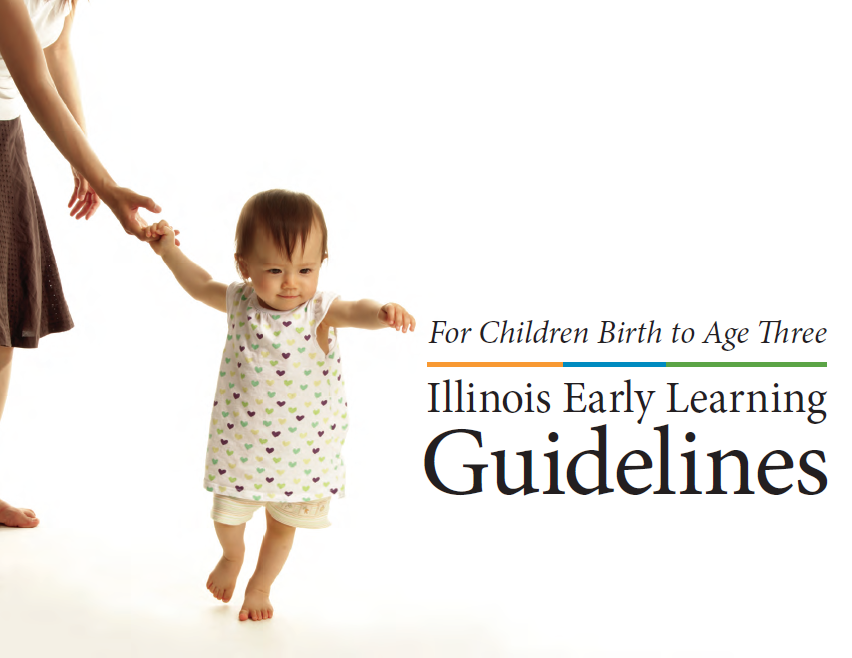 For Children Birth to Age Three
Illinois Early Learning
Guidelines